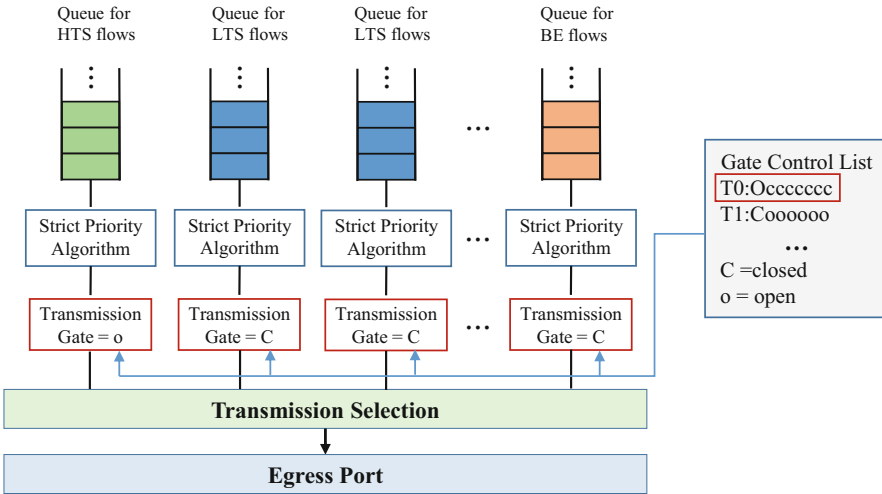 Queue for
HTS flows
Queue for
LTS flows
Queue for
LTS flows
Queue for
BE flows
...
...
...
...
...
Strict Priority
Algorithm
Strict Priority
Algorithm
Strict Priority
Algorithm
...
Strict Priority
Algorithm
Transmission
Gate = o
Transmission
Gate = C
Transmission
Gate = C
...
Transmission
Gate = C
Gate Control List
T0:Occcccccc
T1:Coooooo
...
C =closed
o = open
Transmission Selection
Egress Port